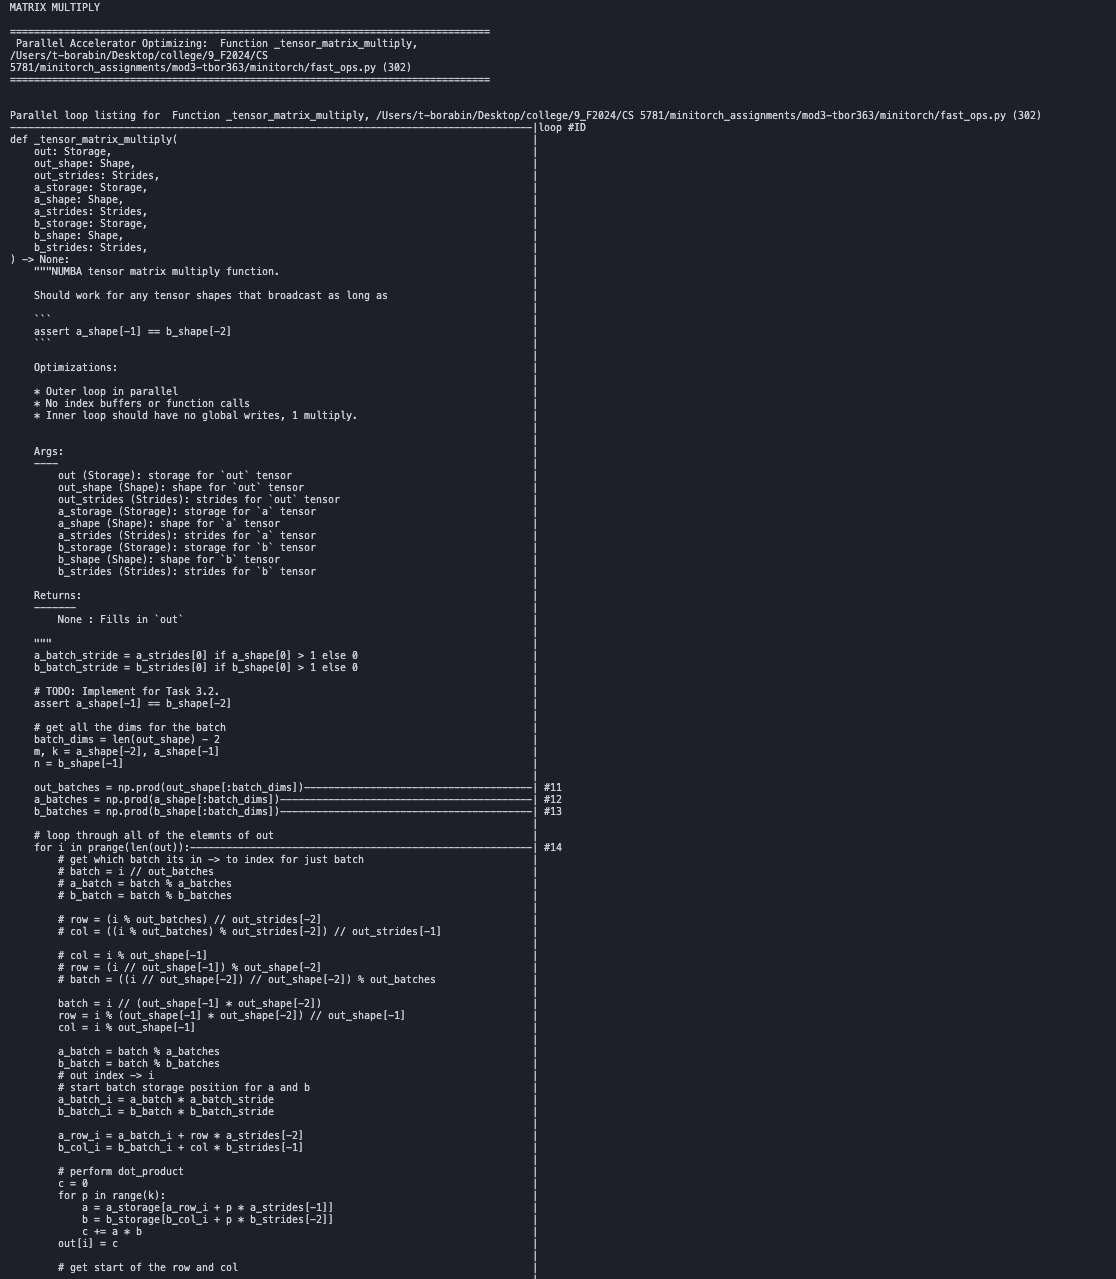 MATRIX MULTIPLY
================================================================================
 Parallel Accelerator Optimizing:  Function _tensor_matrix_multiply,
/Users/t-borabin/Desktop/college/9_F2024/CS
5781/minitorch_assignments/mod3-tbor363/minitorch/fast_ops.py (302)
================================================================================
Parallel loop listing for  Function _tensor_matrix_multiply, /Users/t-borabin/Desktop/college/9_F2024/CS 5781/minitorch_assignments/mod3-tbor363/minitorch/fast_ops.py (302)
---------------------------------------------------------------------------------------|loop #ID
def _tensor_matrix_multiply(                                                           |
    out: Storage,                                                                      |
    out_shape: Shape,                                                                  |
    out_strides: Strides,                                                              |
    a_storage: Storage,                                                                |
    a_shape: Shape,                                                                    |
    a_strides: Strides,                                                                |
    b_storage: Storage,                                                                |
    b_shape: Shape,                                                                    |
    b_strides: Strides,                                                                |
) -> None:                                                                             |
    """NUMBA tensor matrix multiply function.                                          |
                                                                                       |
    Should work for any tensor shapes that broadcast as long as                        |
                                                                                       |
    ```                                                                                |
    assert a_shape[-1] == b_shape[-2]                                                  |
    ```                                                                                |
                                                                                       |
    Optimizations:                                                                     |
                                                                                       |
    * Outer loop in parallel                                                           |
    * No index buffers or function calls                                               |
    * Inner loop should have no global writes, 1 multiply.                             |
                                                                                       |
                                                                                       |
    Args:                                                                              |
    ----                                                                               |
        out (Storage): storage for `out` tensor                                        |
        out_shape (Shape): shape for `out` tensor                                      |
        out_strides (Strides): strides for `out` tensor                                |
        a_storage (Storage): storage for `a` tensor                                    |
        a_shape (Shape): shape for `a` tensor                                          |
        a_strides (Strides): strides for `a` tensor                                    |
        b_storage (Storage): storage for `b` tensor                                    |
        b_shape (Shape): shape for `b` tensor                                          |
        b_strides (Strides): strides for `b` tensor                                    |
                                                                                       |
    Returns:                                                                           |
    -------                                                                            |
        None : Fills in `out`                                                          |
                                                                                       |
    """                                                                                |
    a_batch_stride = a_strides[0] if a_shape[0] > 1 else 0                             |
    b_batch_stride = b_strides[0] if b_shape[0] > 1 else 0                             |
                                                                                       |
    # TODO: Implement for Task 3.2.                                                    |
    assert a_shape[-1] == b_shape[-2]                                                  |
                                                                                       |
    # get all the dims for the batch                                                   |
    batch_dims = len(out_shape) - 2                                                    |
    m, k = a_shape[-2], a_shape[-1]                                                    |
    n = b_shape[-1]                                                                    |
                                                                                       |
    out_batches = np.prod(out_shape[:batch_dims])--------------------------------------| #11
    a_batches = np.prod(a_shape[:batch_dims])------------------------------------------| #12
    b_batches = np.prod(b_shape[:batch_dims])------------------------------------------| #13
                                                                                       |
    # loop through all of the elemnts of out                                           |
    for i in prange(len(out)):---------------------------------------------------------| #14
        # get which batch its in -> to index for just batch                            |
        # batch = i // out_batches                                                     |
        # a_batch = batch % a_batches                                                  |
        # b_batch = batch % b_batches                                                  |
                                                                                       |
        # row = (i % out_batches) // out_strides[-2]                                   |
        # col = ((i % out_batches) % out_strides[-2]) // out_strides[-1]               |
                                                                                       |
        # col = i % out_shape[-1]                                                      |
        # row = (i // out_shape[-1]) % out_shape[-2]                                   |
        # batch = ((i // out_shape[-2]) // out_shape[-2]) % out_batches                |
                                                                                       |
        batch = i // (out_shape[-1] * out_shape[-2])                                   |
        row = i % (out_shape[-1] * out_shape[-2]) // out_shape[-1]                     |
        col = i % out_shape[-1]                                                        |
                                                                                       |
        a_batch = batch % a_batches                                                    |
        b_batch = batch % b_batches                                                    |
        # out index -> i                                                               |
        # start batch storage position for a and b                                     |
        a_batch_i = a_batch * a_batch_stride                                           |
        b_batch_i = b_batch * b_batch_stride                                           |
                                                                                       |
        a_row_i = a_batch_i + row * a_strides[-2]                                      |
        b_col_i = b_batch_i + col * b_strides[-1]                                      |
                                                                                       |
        # perform dot_product                                                          |
        c = 0                                                                          |
        for p in range(k):                                                             |
            a = a_storage[a_row_i + p * a_strides[-1]]                                 |
            b = b_storage[b_col_i + p * b_strides[-2]]                                 |
            c += a * b                                                                 |
        out[i] = c                                                                     |
                                                                                       |
        # get start of the row and col                                                 |